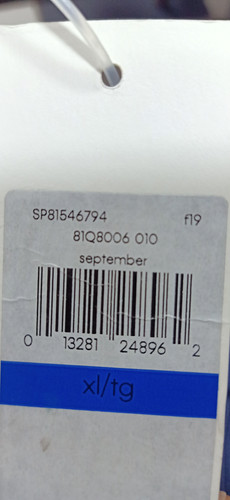 SP81546794 f19
81Q8006 010
september
0 13281 24896 2
xl/tg